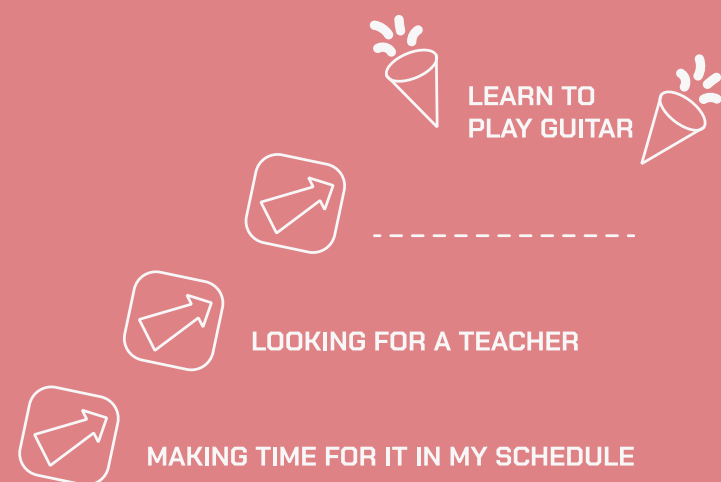 LEARN TO
PLAY GUITAR
LOOKING FOR A TEACHER
MAKING TIME FOR IT IN MY SCHEDULE